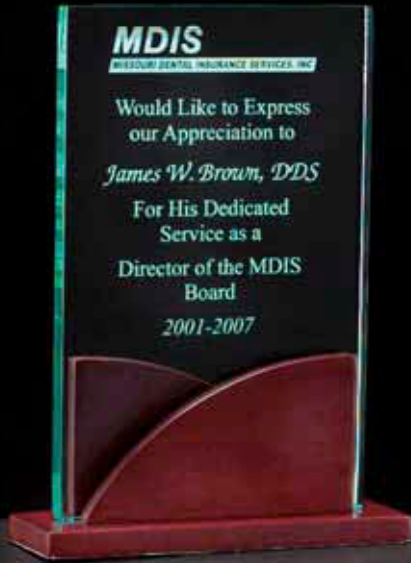 MDIS
MISSOURI DENTAL INSURANCE SERVICES, INC
Would Like to Express
our Appreciation to
James W. Brown, DDS
For His Dedicated
Service as a
Director of the MDIS
Board
2001-2007